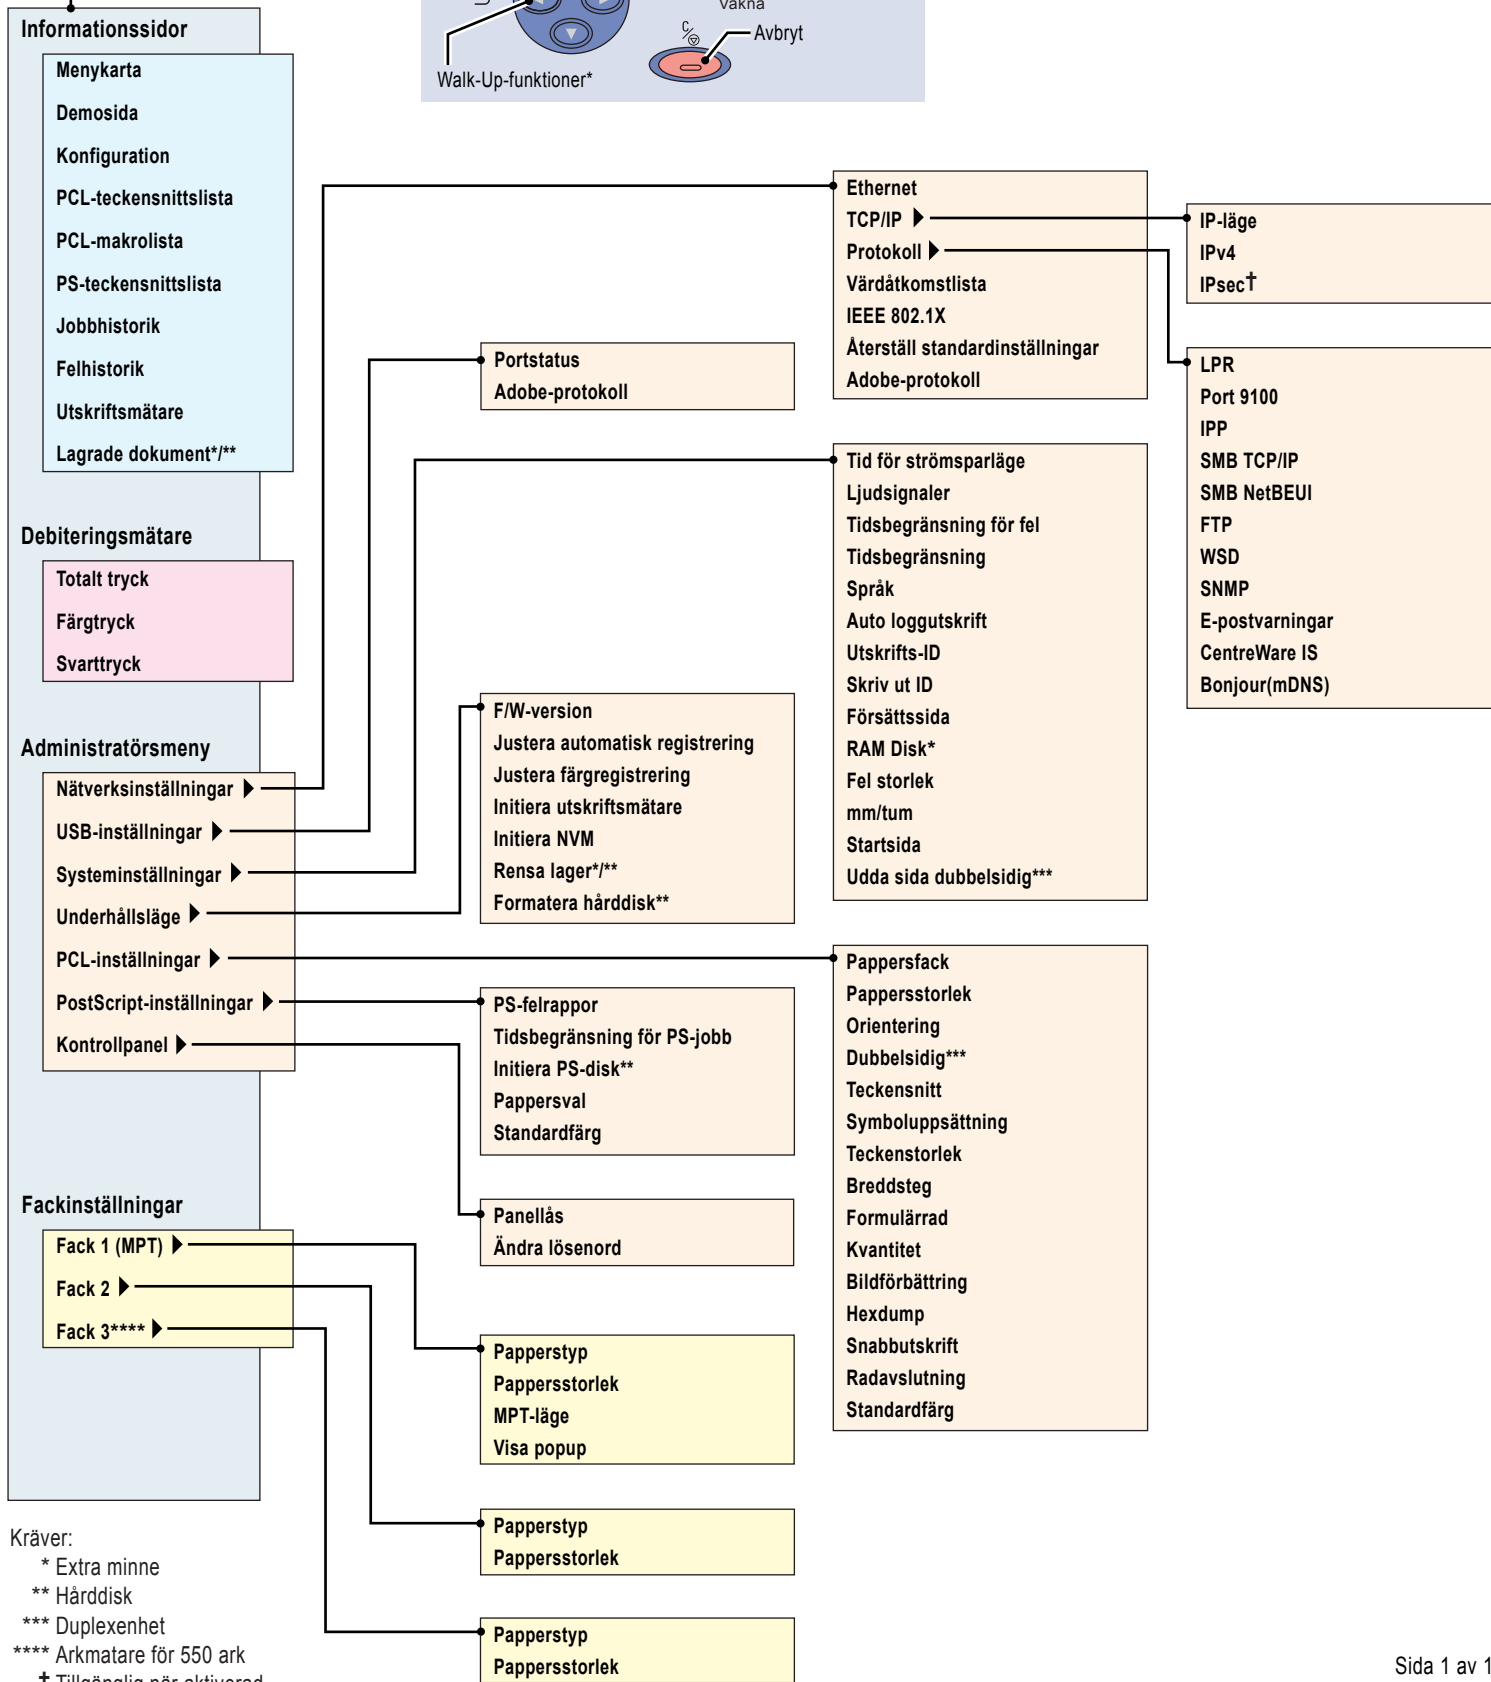 Vakna
Avbryt
Walk-Up-funktioner*
Informationssidor
Menykarta
Demosida
Konfiguration
PCL-teckensnittslista
PCL-makrolista
PS-teckensnittslista
Jobbhistorik
Felhistorik
Utskriftsmätare
Lagrade dokument*/**
Debiteringsmätare
Totalt tryck
Färgtryck
Svarttryck
Administratörsmeny
Nätverksinställningar
USB-inställningar
Systeminställningar
Underhållsläge
PCL-inställningar
PostScript-inställningar
Kontrollpanel
Fackinställningar
Fack 1 (MPT)
Fack 2
Fack 3****
Portstatus
Adobe-protokoll
F/W-version
Justera automatisk registrering
Justera färgregistrering
Initiera utskriftsmätare
Initiera NVM
Rensa lager*/**
Formatera hårddisk**
PS-felrappor
Tidsbegränsning för PS-jobb
Initiera PS-disk**
Pappersval
Standardfärg
Panellås
Ändra lösenord
Papperstyp
Pappersstorlek
MPT-läge
Visa popup
Papperstyp
Pappersstorlek
Papperstyp
Pappersstorlek
Ethernet
TCP/IP
Protokoll
Värdåtkomstlista
IEEE 802.1X
Återställ standardinställningar
Adobe-protokoll
Tid för strömsparläge
Ljudsignaler
Tidsbegränsning för fel
Tidsbegränsning
Språk
Auto loggutskrift
Utskrifts-ID
Skriv ut ID
Försättssida
RAM Disk*
Fel storlek
mm/tum
Startsida
Udda sida dubbelsidig***
Pappersfack
Pappersstorlek
Orientering
Dubbelsidig***
Teckensnitt
Symboluppsättning
Teckenstorlek
Breddsteg
Formulärrad
Kvantitet
Bildförbättring
Hexdump
Snabbutskrift
Radavslutning
Standardfärg
IP-läge
IPv4
IPsec†
LPR
Port 9100
IPP
SMB TCP/IP
SMB NetBEUI
FTP
WSD
SNMP
E-postvarningar
CentreWare IS
Bonjour(mDNS)
Kräver:
* Extra minne
** Hårddisk
*** Duplexenhet
**** Arkmatare för 550 ark
† Tillgänglig när aktiverad
Sida 1 av 1